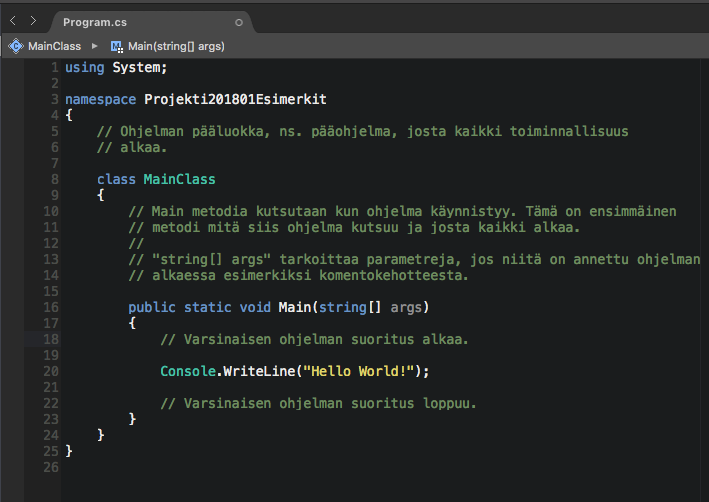 Program.cs
MainClass Main(string[] args)
1 using System;
2
3 namespace Projekti201801Esimerkit
4 {
5 // Ohjelman pääluokka, ns. pääohjelma, josta kaikki toiminnallisuus
6 // alkaa.
7
8 class MainClass
9 {
10 // Main metodia kutsutaan kun ohjelma käynnistyy. Tämä on ensimmäinen
11 // metodi mitä siis ohjelma kutsuu ja josta kaikki alkaa.
12 //
13 // "string[] args" tarkoittaa parametreja, jos niitä on annettu ohjelman
14 // alkaessa esimerkiksi komentokehotteesta.
15
16 public static void Main(string[] args)
17 {
18 // Varsinaisen ohjelman suoritus alkaa.
19
20 Console.WriteLine("Hello World!");
21
22 // Varsinaisen ohjelman suoritus loppuu.
23 }
24 }
25 }
26